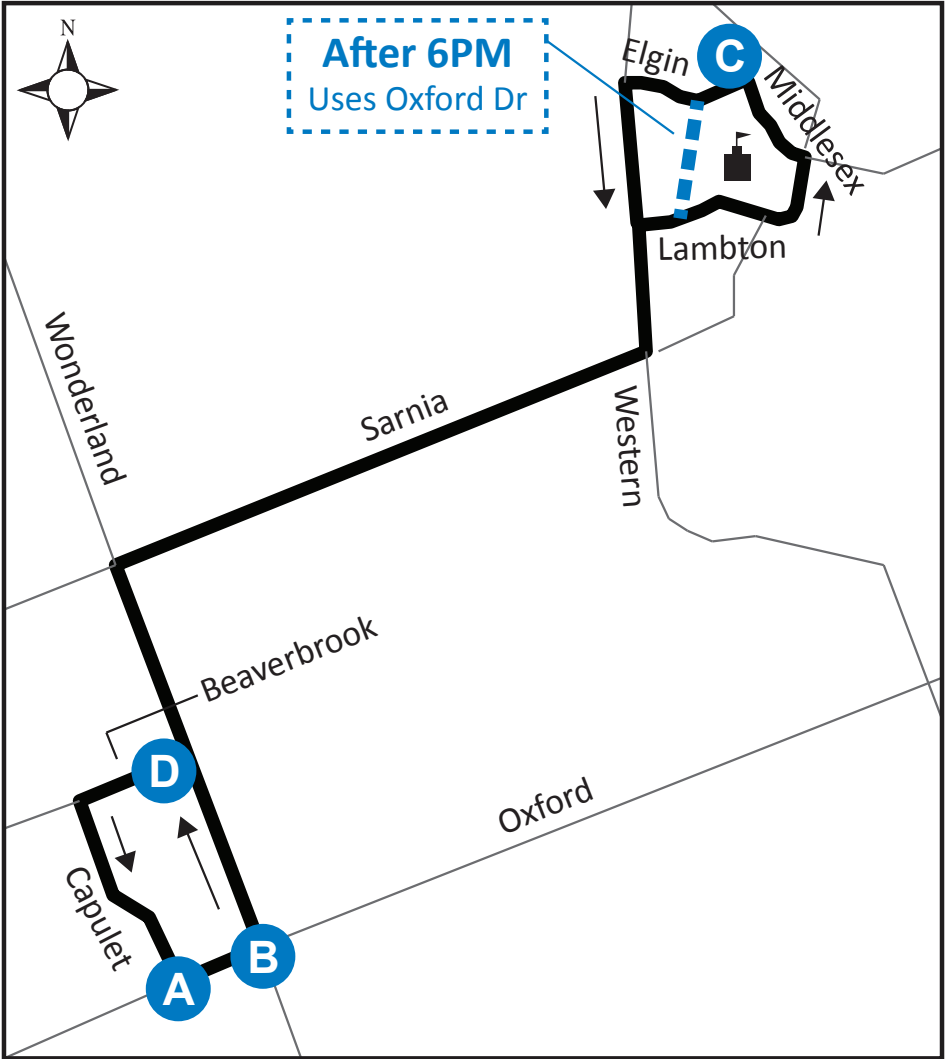 N
After 6PM
Uses Oxford Dr
Elgin
C
Middlesex
Lambton
Wonderland
Sarnia
Western
Beaverbrook
D
Oxford
Capulet
B
A